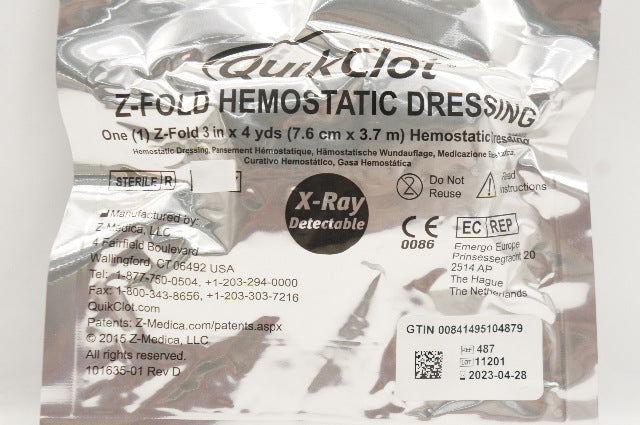 QuikClot
Z-FOLD HEMOSTATIC DRESSING
One (1) Z-Fold 3 in x 4 yds (7.6 cm x 3.7 m) Hemostatic Dressing
Hemostatic Dressing, Pansement Hémostatique, Hämostatische Wundauflage, Medicazione
Curativo Hemostático, Gasa Hemostática
STERILE R
X-Ray
Detectable
Do Not
Reuse
Read
Instructions
CE
0086
EC REP
Emergo Europe
Prinsessegracht 20
2514 AP
The Hague
The Netherlands
Manufactured by:
Z-Medica, LLC
4 Fairfield Boulevard
Wallingford, CT 06492 USA
Tel: 1-877-750-0504, +1-203-294-0000
Fax: 1-800-343-8656, +1-203-303-7216
QuikClot.com
Patents: Z-Medica.com/patents.aspx
© 2015 Z-Medica, LLC
All rights reserved.
101635-01 Rev D
GTIN 00841495104879
REF 487
LOT 11201
2023-04-28